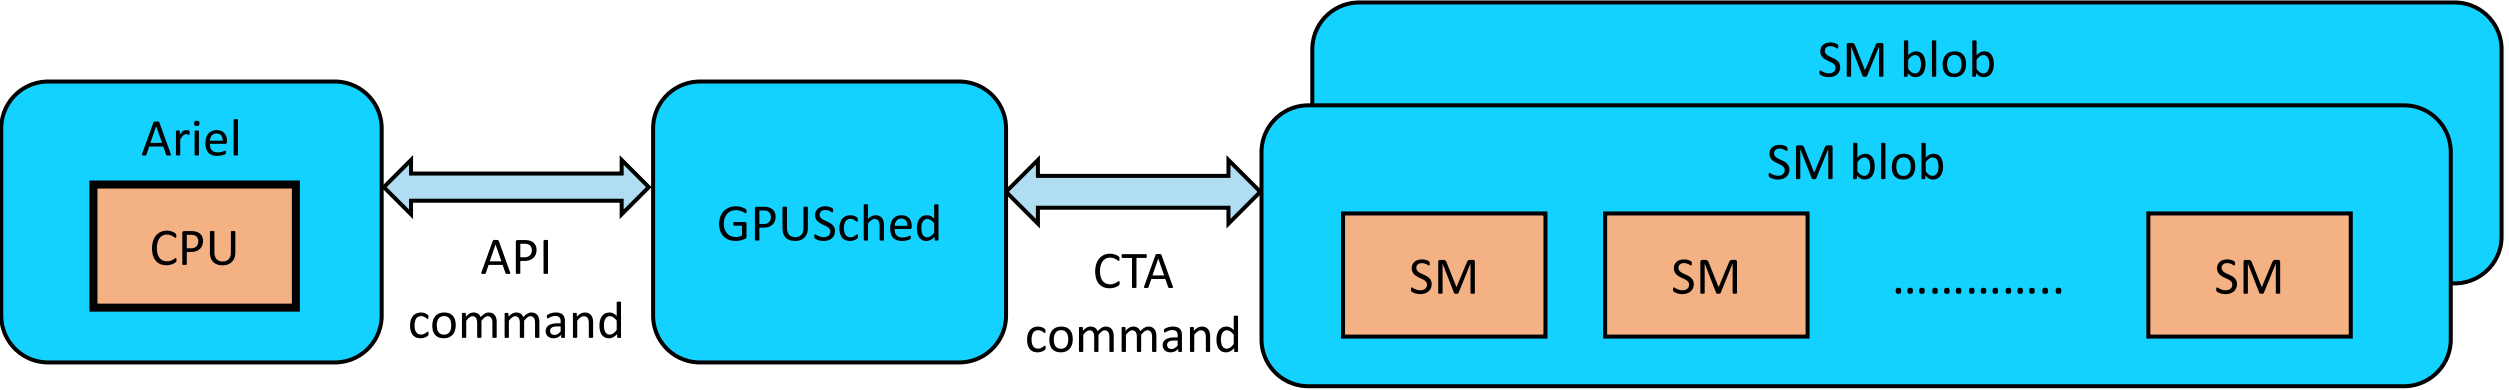 Ariel
CPU
API
command
GPUSched
CTA
command
SM blob
SM blob
SM
SM
...............
SM